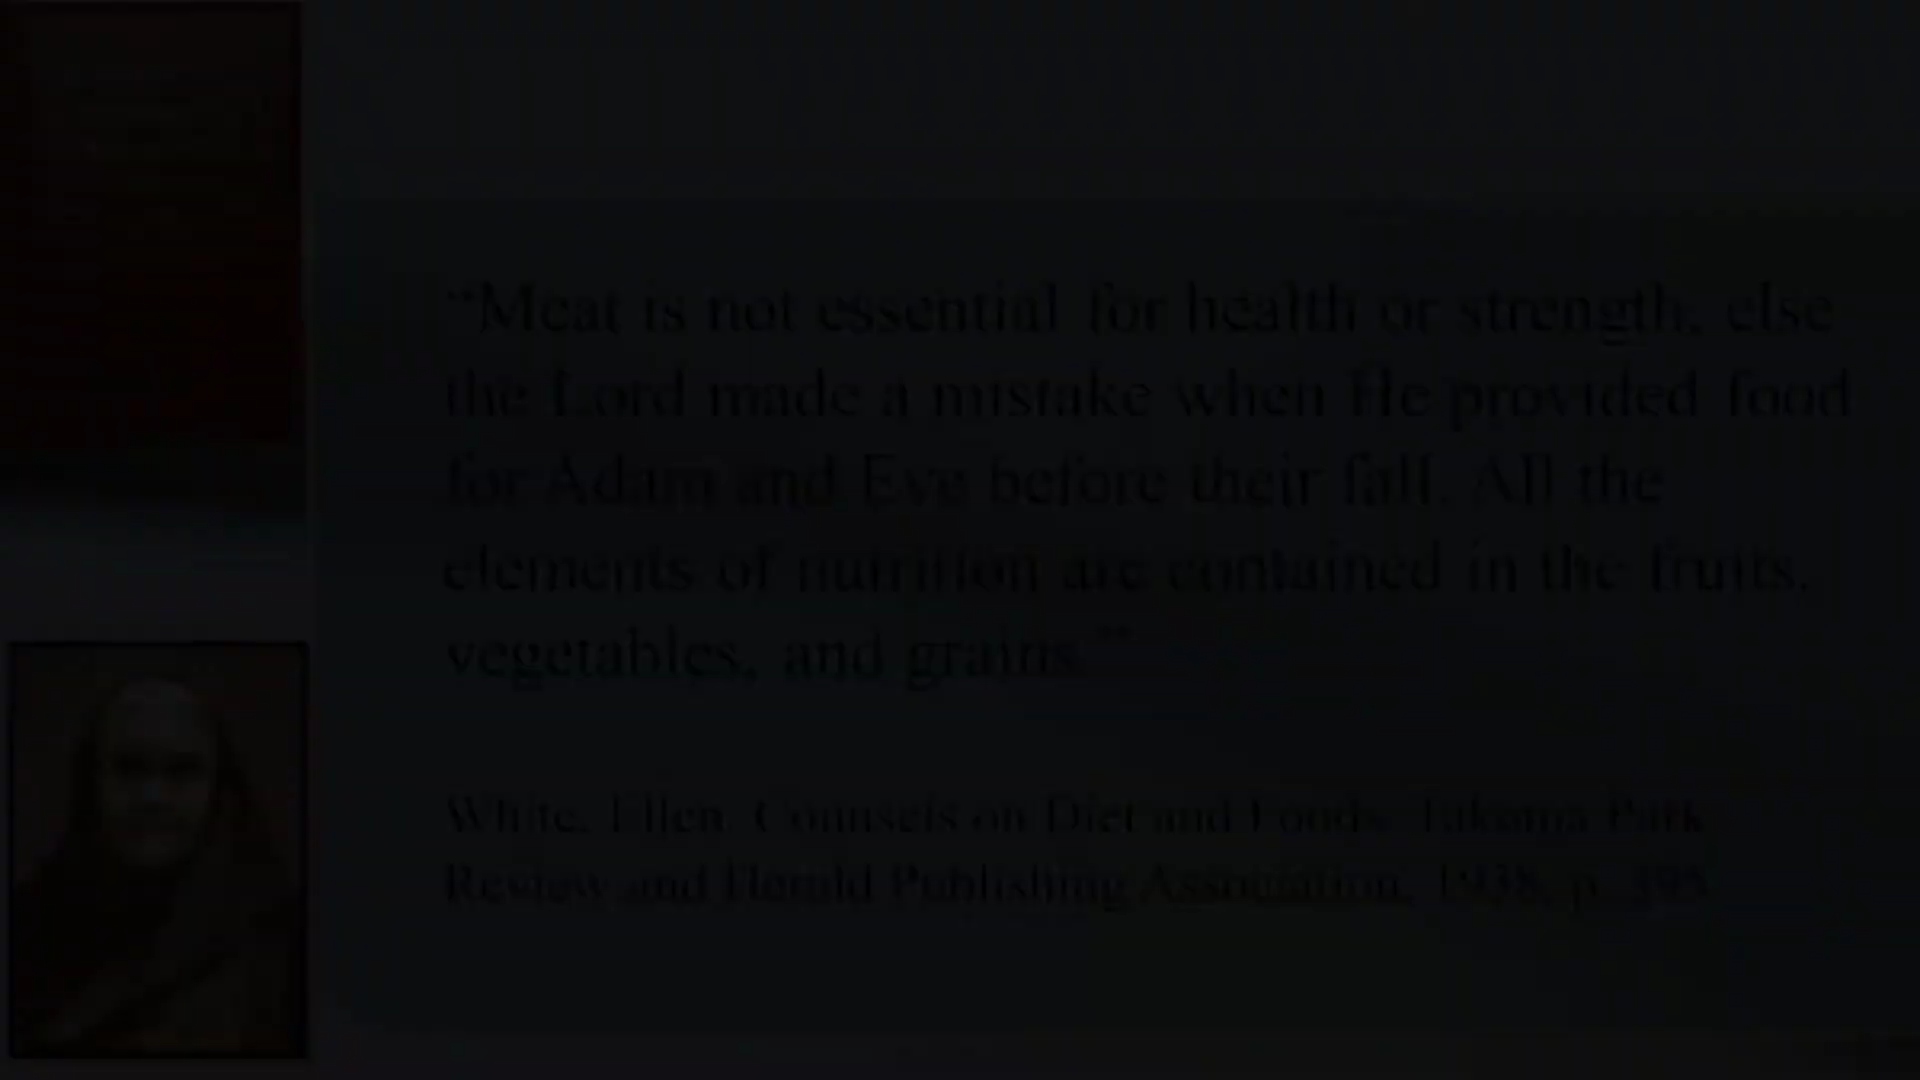 “Meat is not essential for health or strength, else
the Lord made a mistake when He provided food
for Adam and Eve before their fall. All the
elements of nutrition are contained in the fruits,
vegetables, and grains.”
White, Ellen. Counsels on Diet and Foods. Takoma Park
Review and Herald Publishing Association, 1938, p. 395